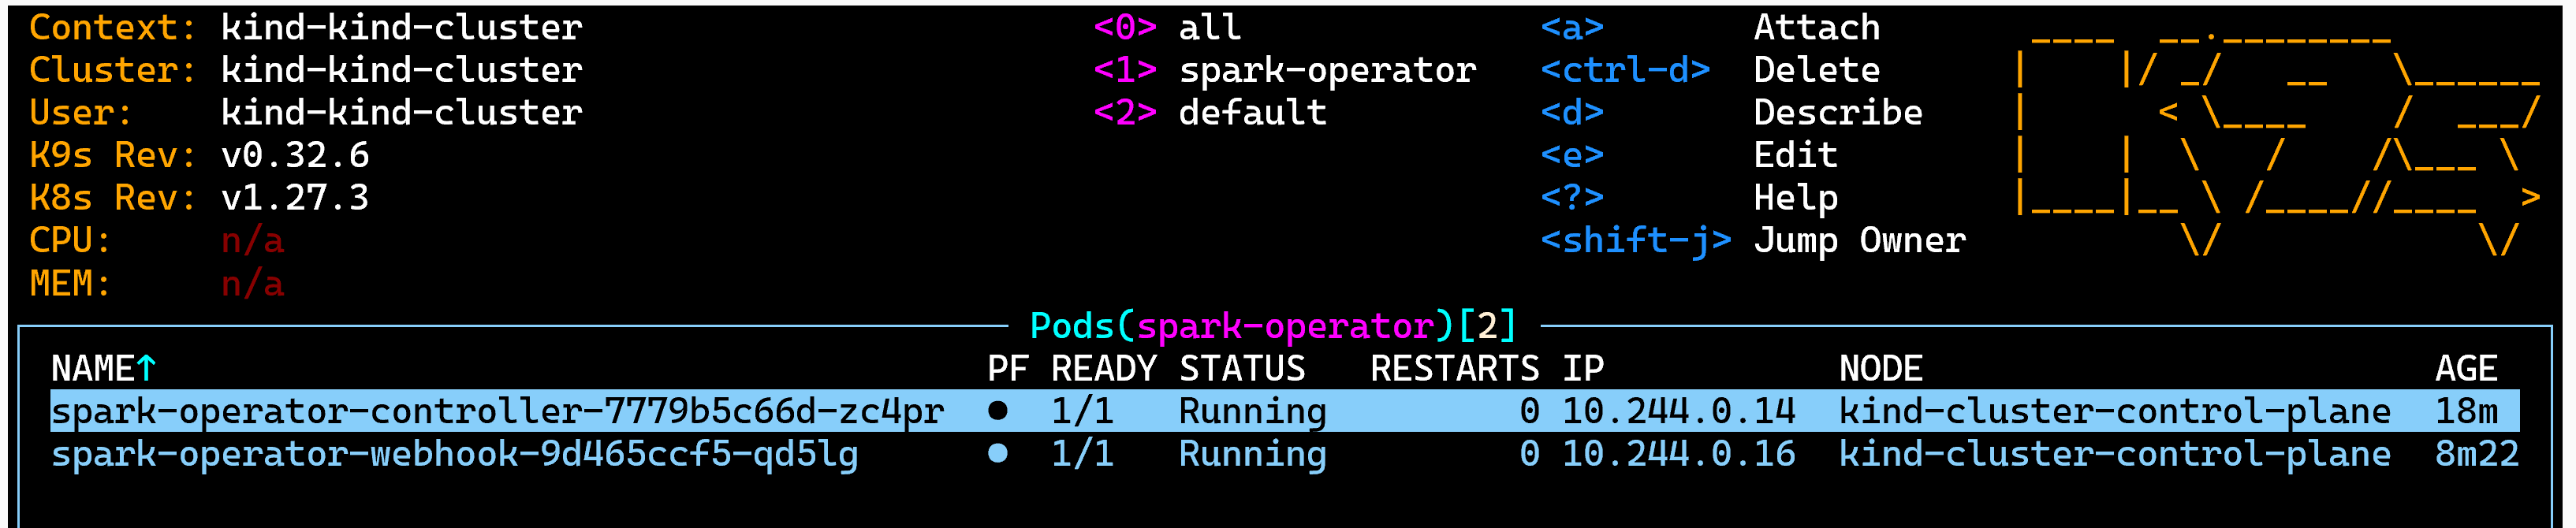 Context: kind-kind-cluster <0> all <a> Attach
Cluster: kind-kind-cluster <1> spark-operator <ctrl-d> Delete
User: kind-kind-cluster <2> default <d> Describe
K9s Rev: v0.32.6 <e> Edit
K8s Rev: v1.27.3 <?> Help
CPU: n/a <shift-j> Jump Owner
MEM: n/a
Pods(spark-operator)[2]
NAME↑ PF READY STATUS RESTARTS IP NODE AGE
spark-operator-controller-7779b5c66d-zc4pr ● 1/1 Running 0 10.244.0.14 kind-cluster-control-plane 18m
spark-operator-webhook-9d465ccf5-qd5lg ● 1/1 Running 0 10.244.0.16 kind-cluster-control-plane 8m22